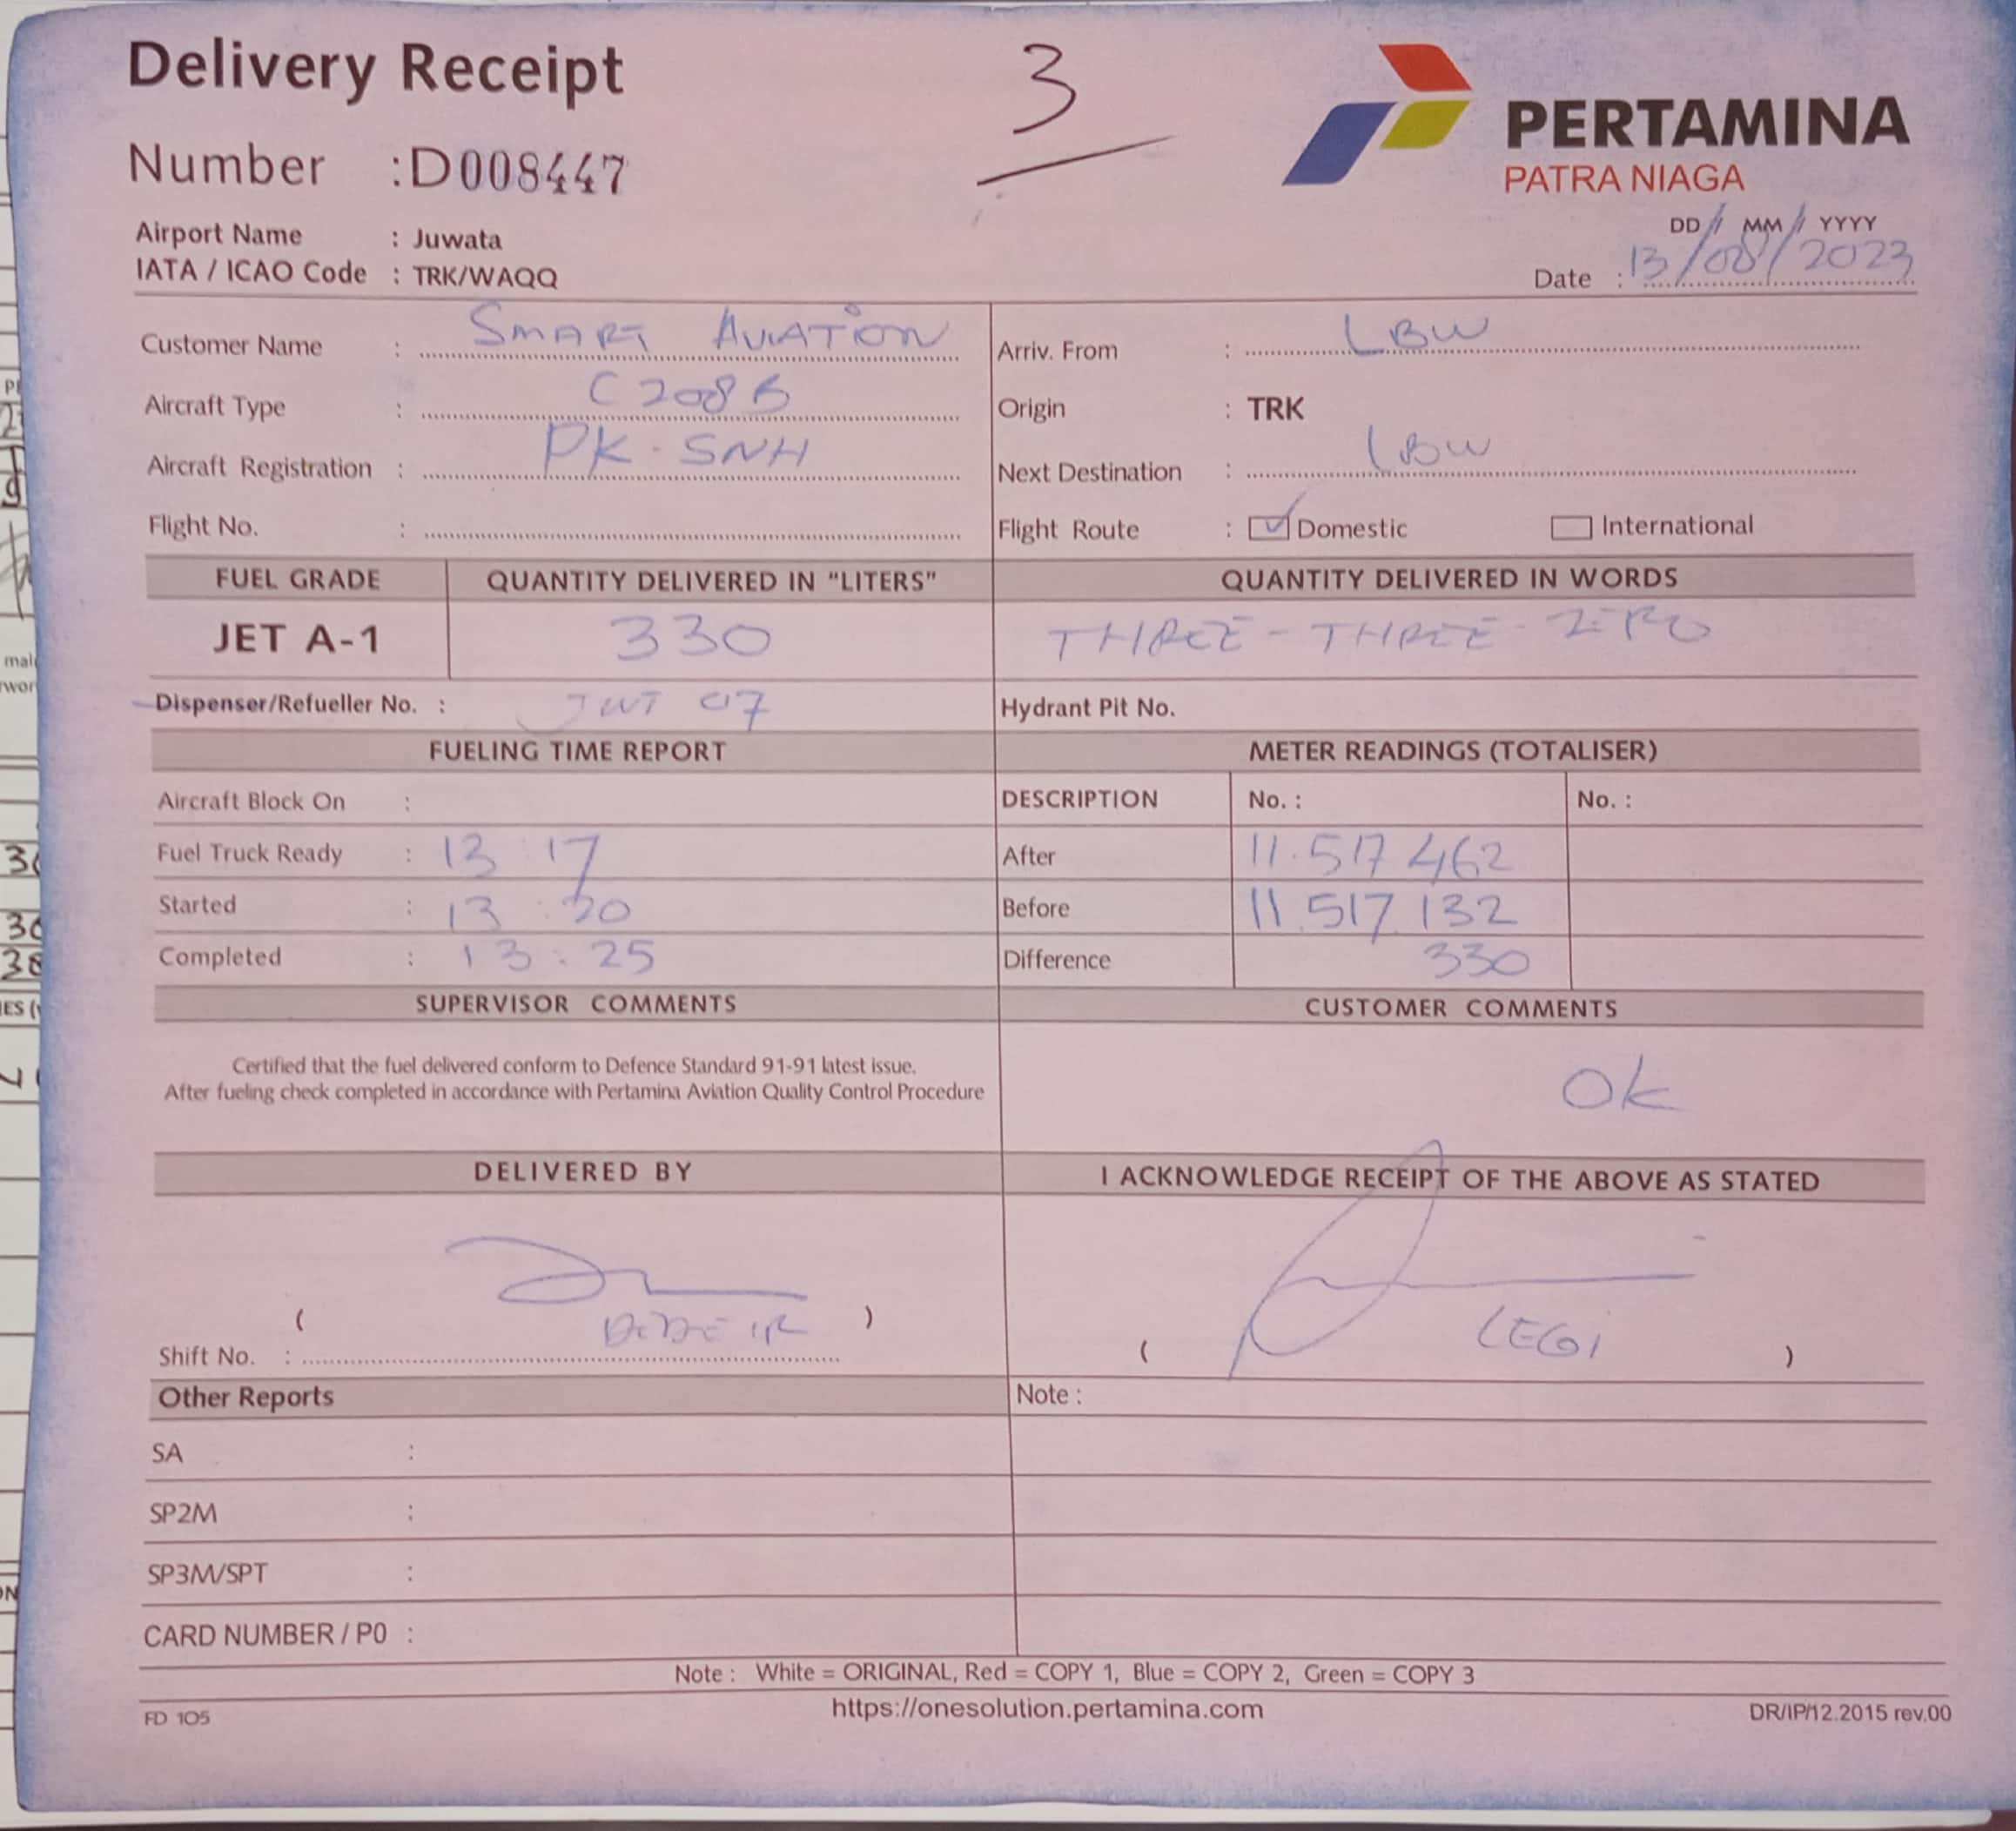 Delivery Receipt
3
PERTAMINA
PATRA NIAGA
Number : D008447
Airport Name : Juwata
IATA / ICAO Code : TRK/WAQQ
DD / MM / YYYY
Date : 13/08/2023
Customer Name : SMART AVIATION
Arriv. From : LBW
Aircraft Type : C208B
Origin : TRK
Aircraft Registration : PK-SNH
Next Destination : LBW
Flight No. :
Flight Route : Domestic International
FUEL GRADE QUANTITY DELIVERED IN "LITERS" QUANTITY DELIVERED IN WORDS
JET A-1 330 THREE - THREE - ZERO
Dispenser/Refueller No. : JWT 07
Hydrant Pit No.
FUELING TIME REPORT METER READINGS (TOTALISER)
Aircraft Block On :
DESCRIPTION No. : No. :
Fuel Truck Ready : 13 17
After 11.517 462
Started : 13 : 20
Before 11.517.132
Completed : 13 : 25
Difference 330
SUPERVISOR COMMENTS CUSTOMER COMMENTS
Certified that the fuel delivered conform to Defence Standard 91-91 latest issue.
After fueling check completed in accordance with Pertamina Aviation Quality Control Procedure
Ok
DELIVERED BY I ACKNOWLEDGE RECEIPT OF THE ABOVE AS STATED
( )
( LEGI )
Shift No. :
Other Reports Note :
SA :
SP2M :
SP3M/SPT :
CARD NUMBER / P0 :
Note : White = ORIGINAL, Red = COPY 1, Blue = COPY 2, Green = COPY 3
https://onesolution.pertamina.com
FD 105
DR/IP/12.2015 rev.00